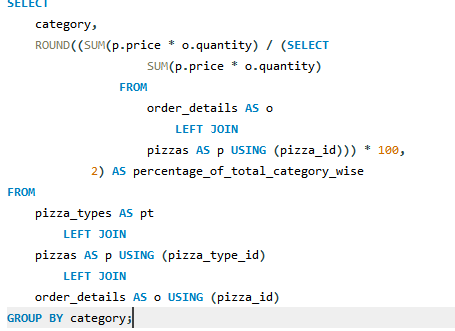 SELECT
    category,
    ROUND((SUM(p.price * o.quantity) / (SELECT
                    SUM(p.price * o.quantity)
                FROM
                    order_details AS o
                        LEFT JOIN
                    pizzas AS p USING (pizza_id))) * 100,
            2) AS percentage_of_total_category_wise
FROM
    pizza_types AS pt
        LEFT JOIN
    pizzas AS p USING (pizza_type_id)
        LEFT JOIN
    order_details AS o USING (pizza_id)
GROUP BY category;